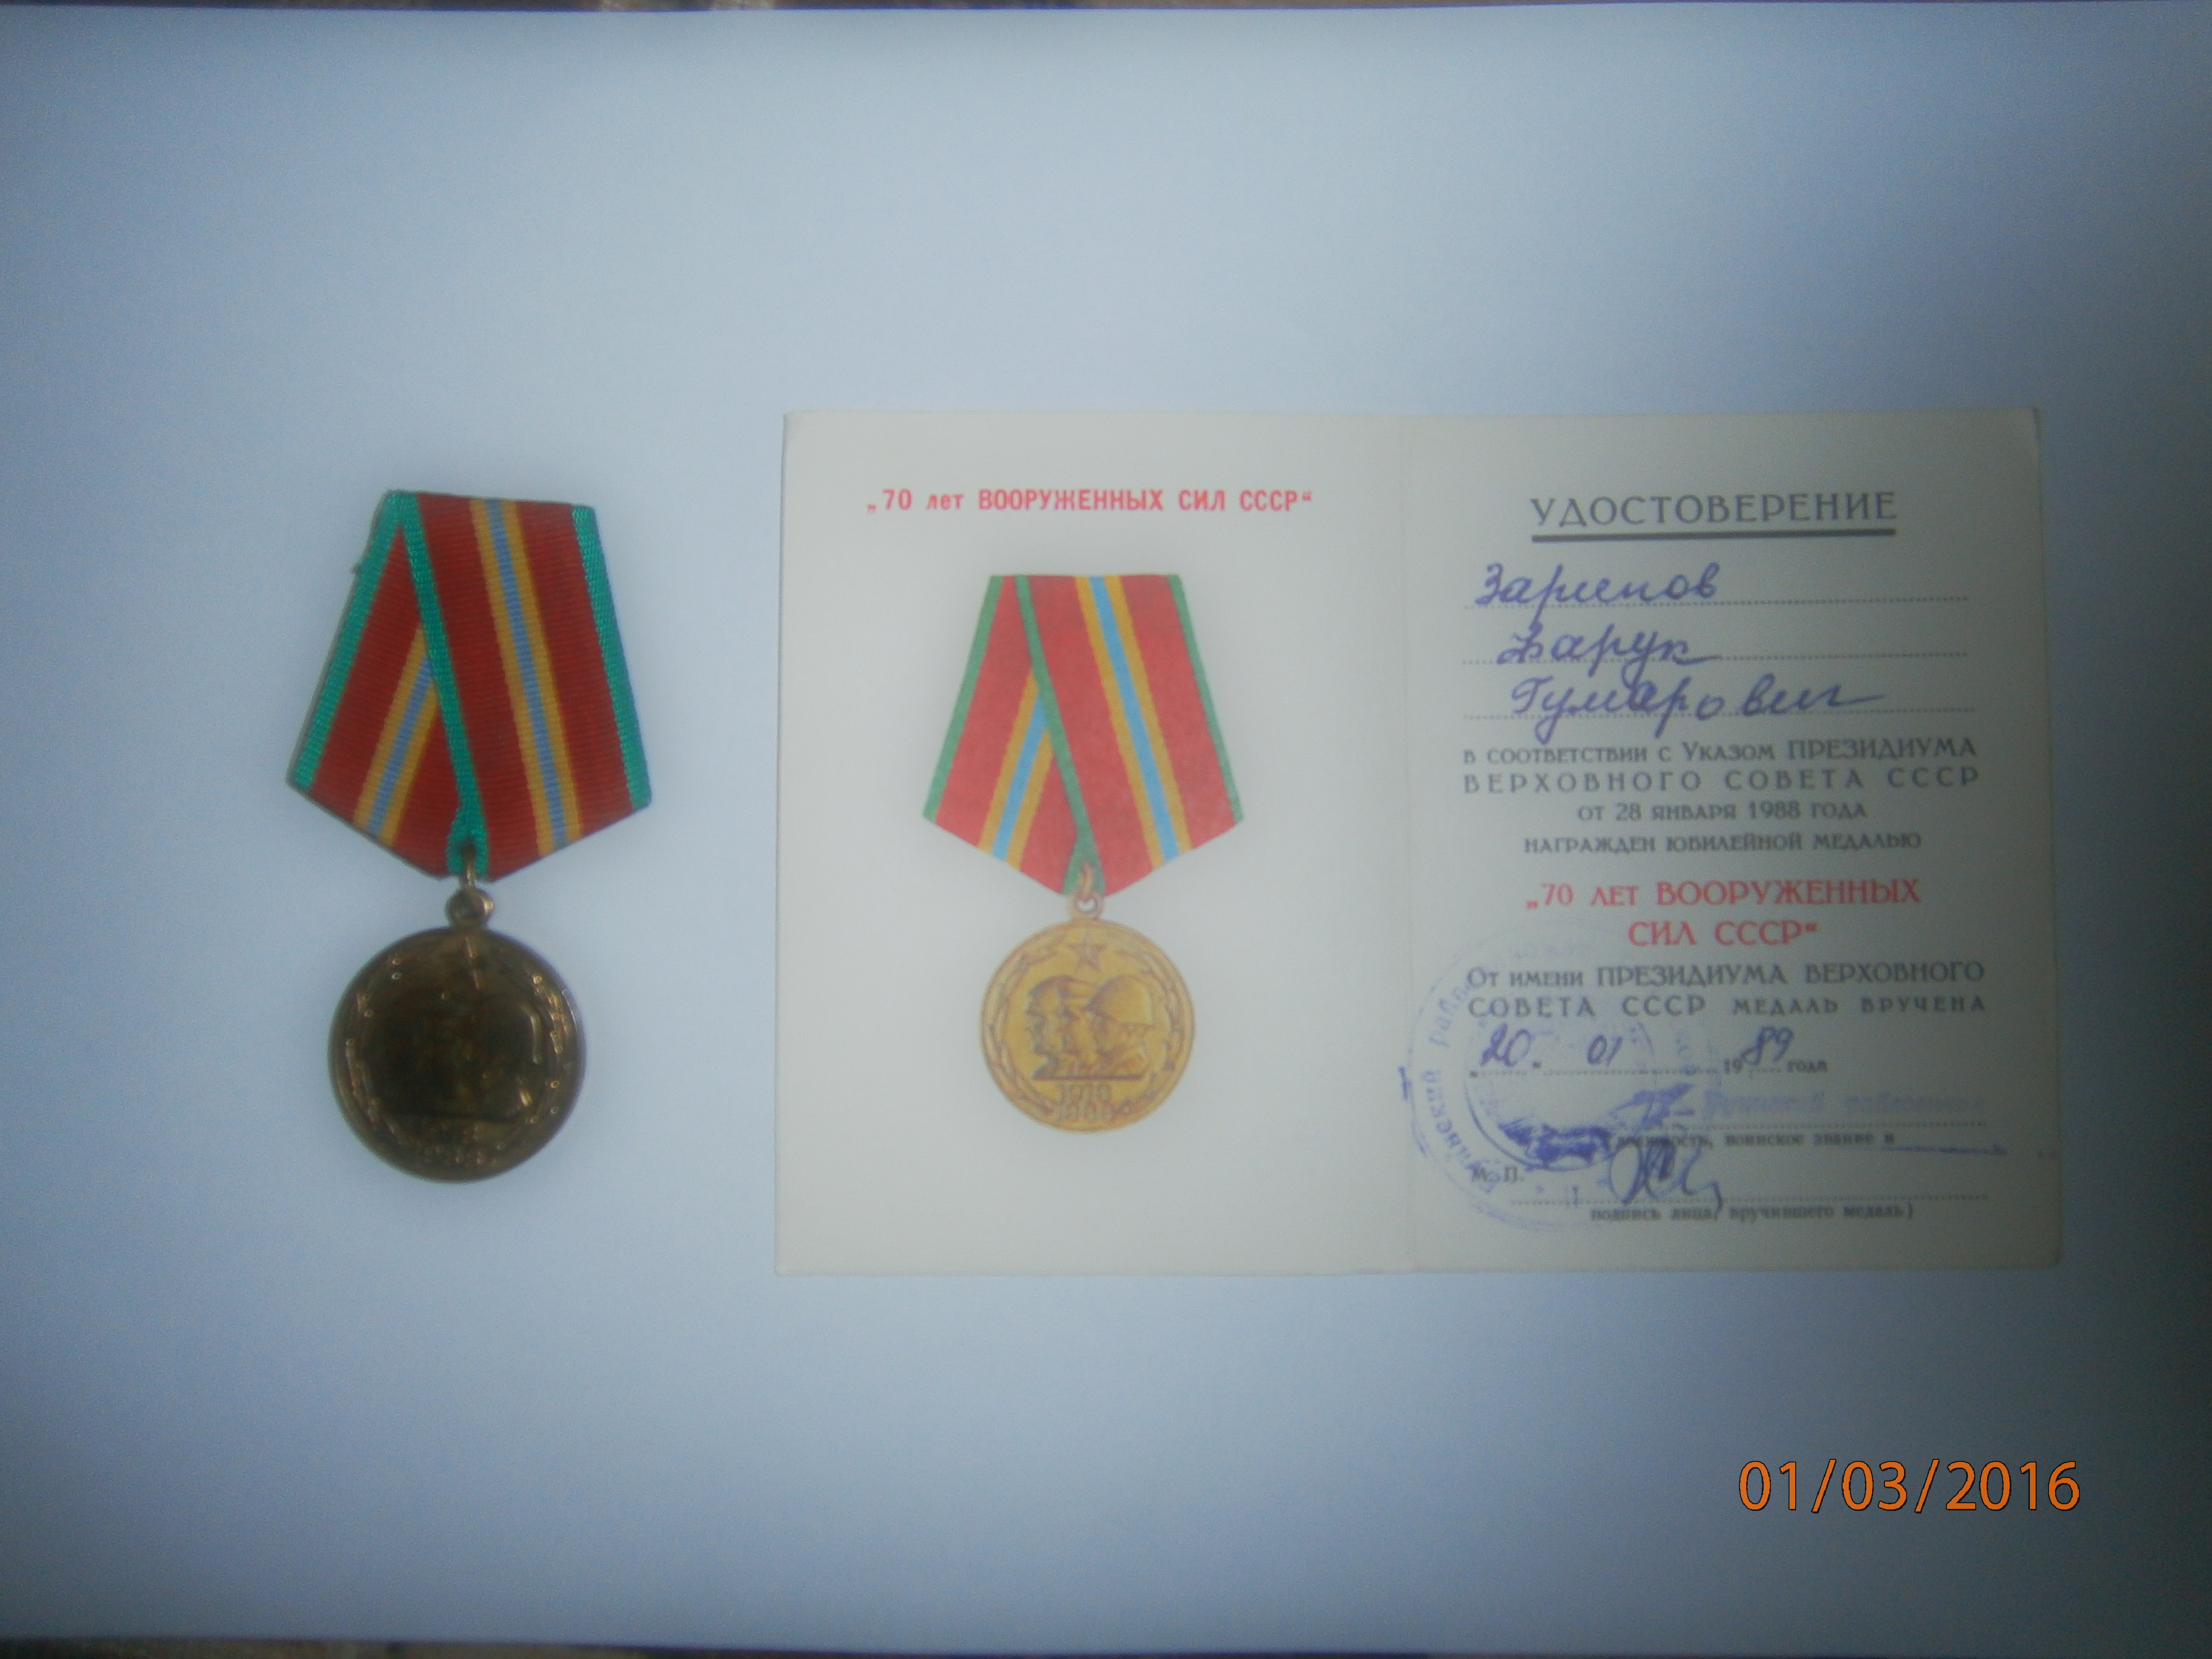 „70 лет ВООРУЖЕННЫХ СИЛ СССР“
УДОСТОВЕРЕНИЕ
Зарипов
Фарук
Гумарович
в соответствии с Указом ПРЕЗИДИУМА
ВЕРХОВНОГО СОВЕТА СССР
от 28 января 1988 года
НАГРАЖДЕН ЮБИЛЕЙНОЙ МЕДАЛЬЮ
„70 лет ВООРУЖЕННЫХ
СИЛ СССР“
От имени ПРЕЗИДИУМА ВЕРХОВНОГО
СОВЕТА СССР МЕДАЛЬ ВРУЧЕНА
„20. 01 1989 года
(должность, воинское звание и
М. П.
подпись лица, вручившего медаль)
01/03/2016